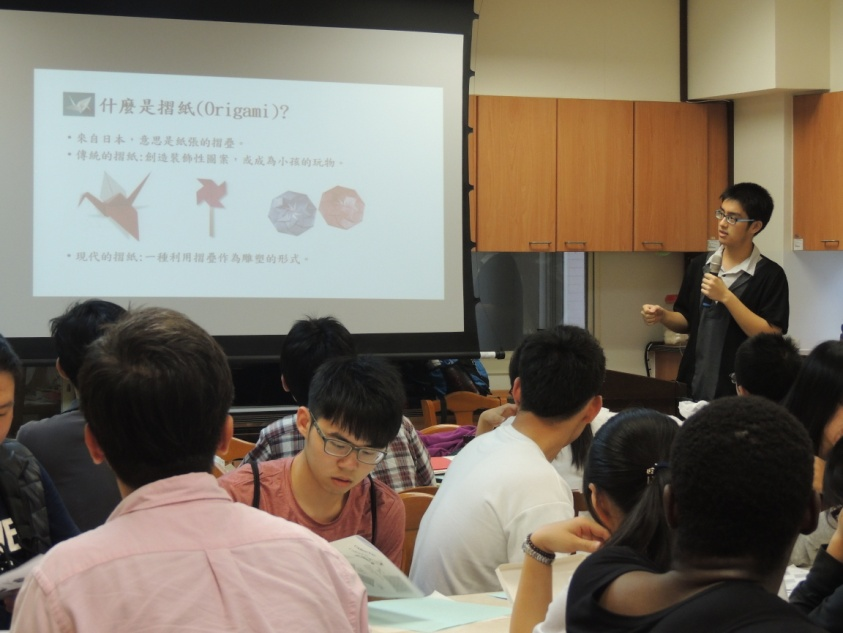 什麼是摺紙(Origami)?
• 來自日本，意思是紙張的摺疊。
• 傳統的摺紙:創造裝飾性圖案，或成為小孩的玩物。
• 現代的摺紙:一種利用摺疊作為雕塑的形式。